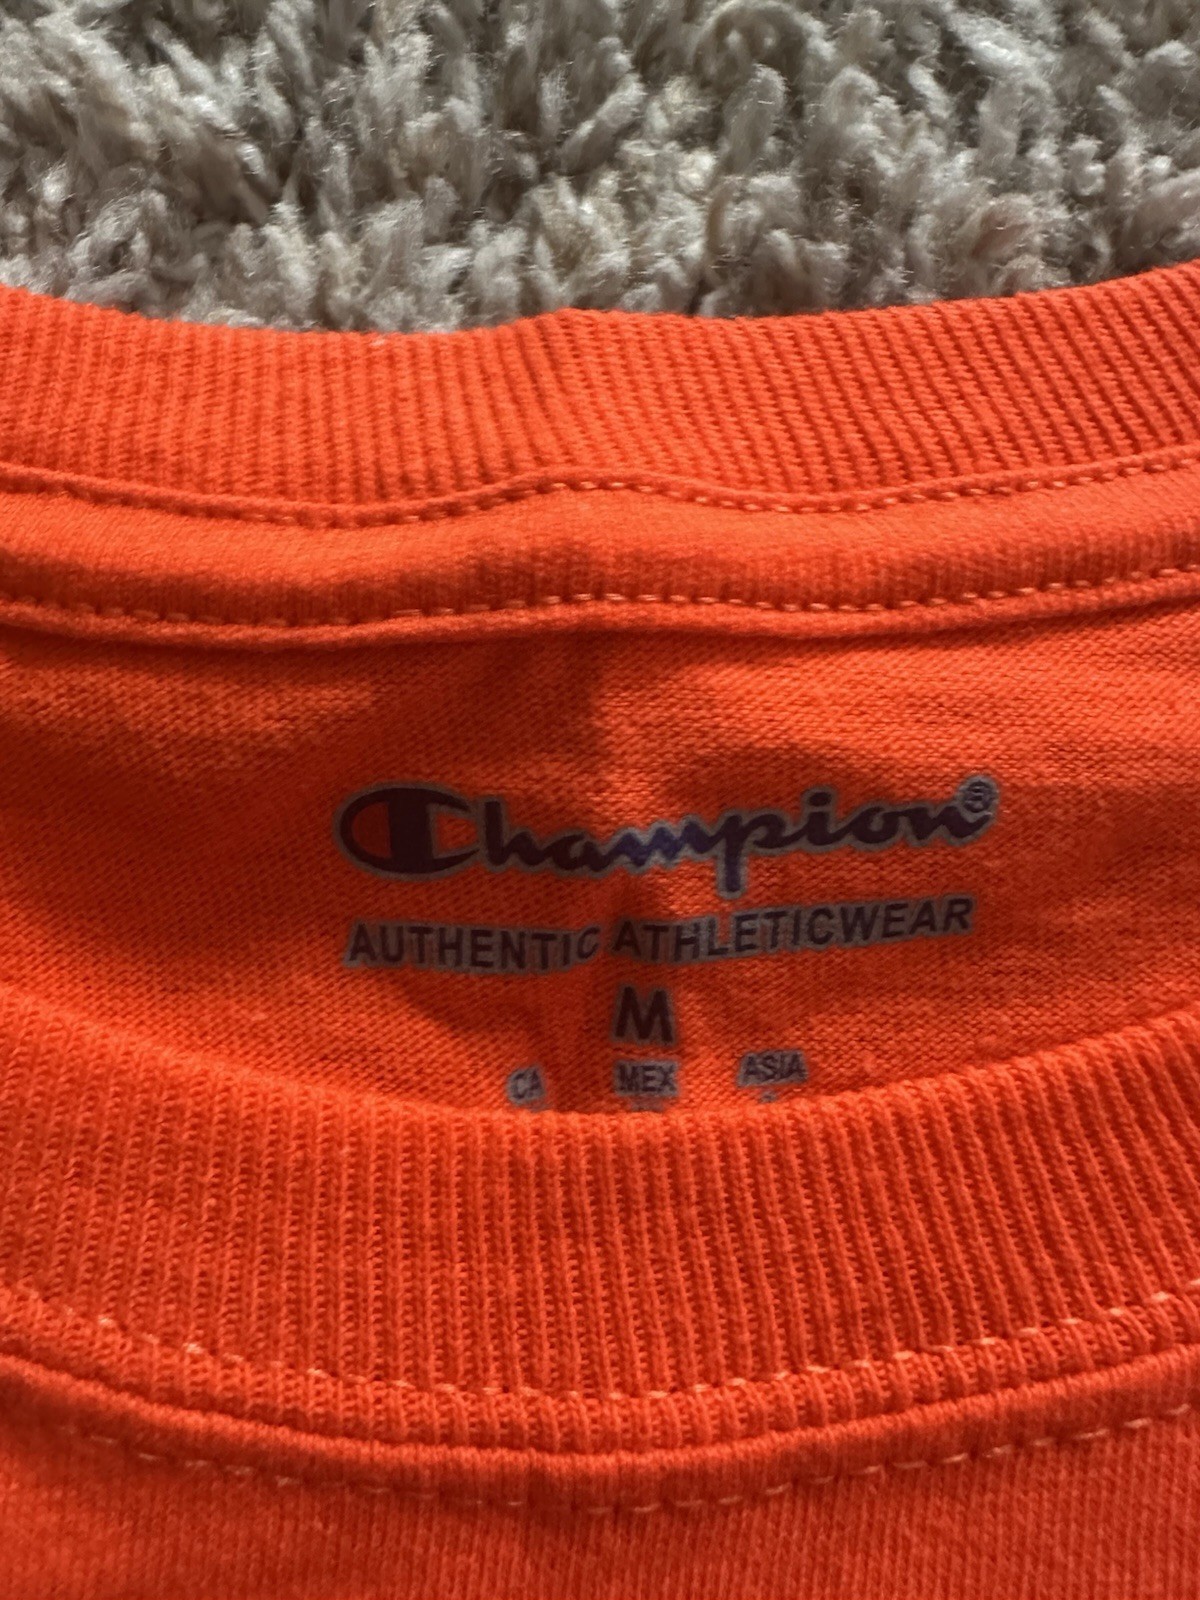 Champion®
AUTHENTIC ATHLETICWEAR
M
CA MEX ASIA